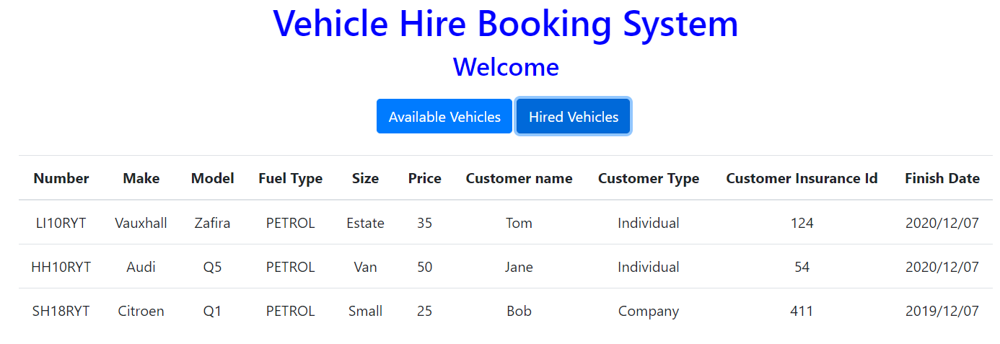 Vehicle Hire Booking System
Welcome
Available Vehicles Hired Vehicles
Number Make Model Fuel Type Size Price Customer name Customer Type Customer Insurance Id Finish Date
LI10RYT Vauxhall Zafira PETROL Estate 35 Tom Individual 124 2020/12/07
HH10RYT Audi Q5 PETROL Van 50 Jane Individual 54 2020/12/07
SH18RYT Citroen Q1 PETROL Small 25 Bob Company 411 2019/12/07